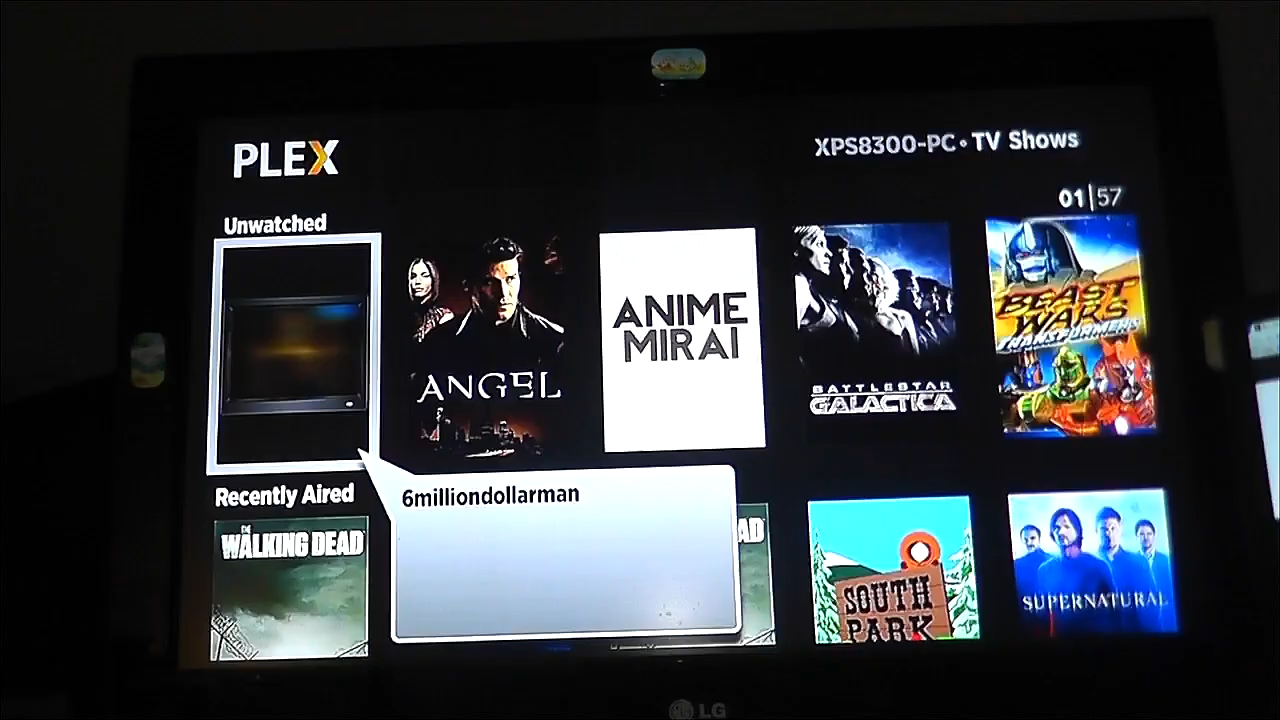 PLEX
XPS8300-PC • TV Shows
01|57
Unwatched
ANGEL
ANIME
MIRAI
BATTLESTAR
GALACTICA
BEAST
WARS
TRANSFORMERS
Recently Aired
6milliondollarman
THE
WALKING DEAD
AD
SOUTH
PARK
SUPERNATURAL
LG